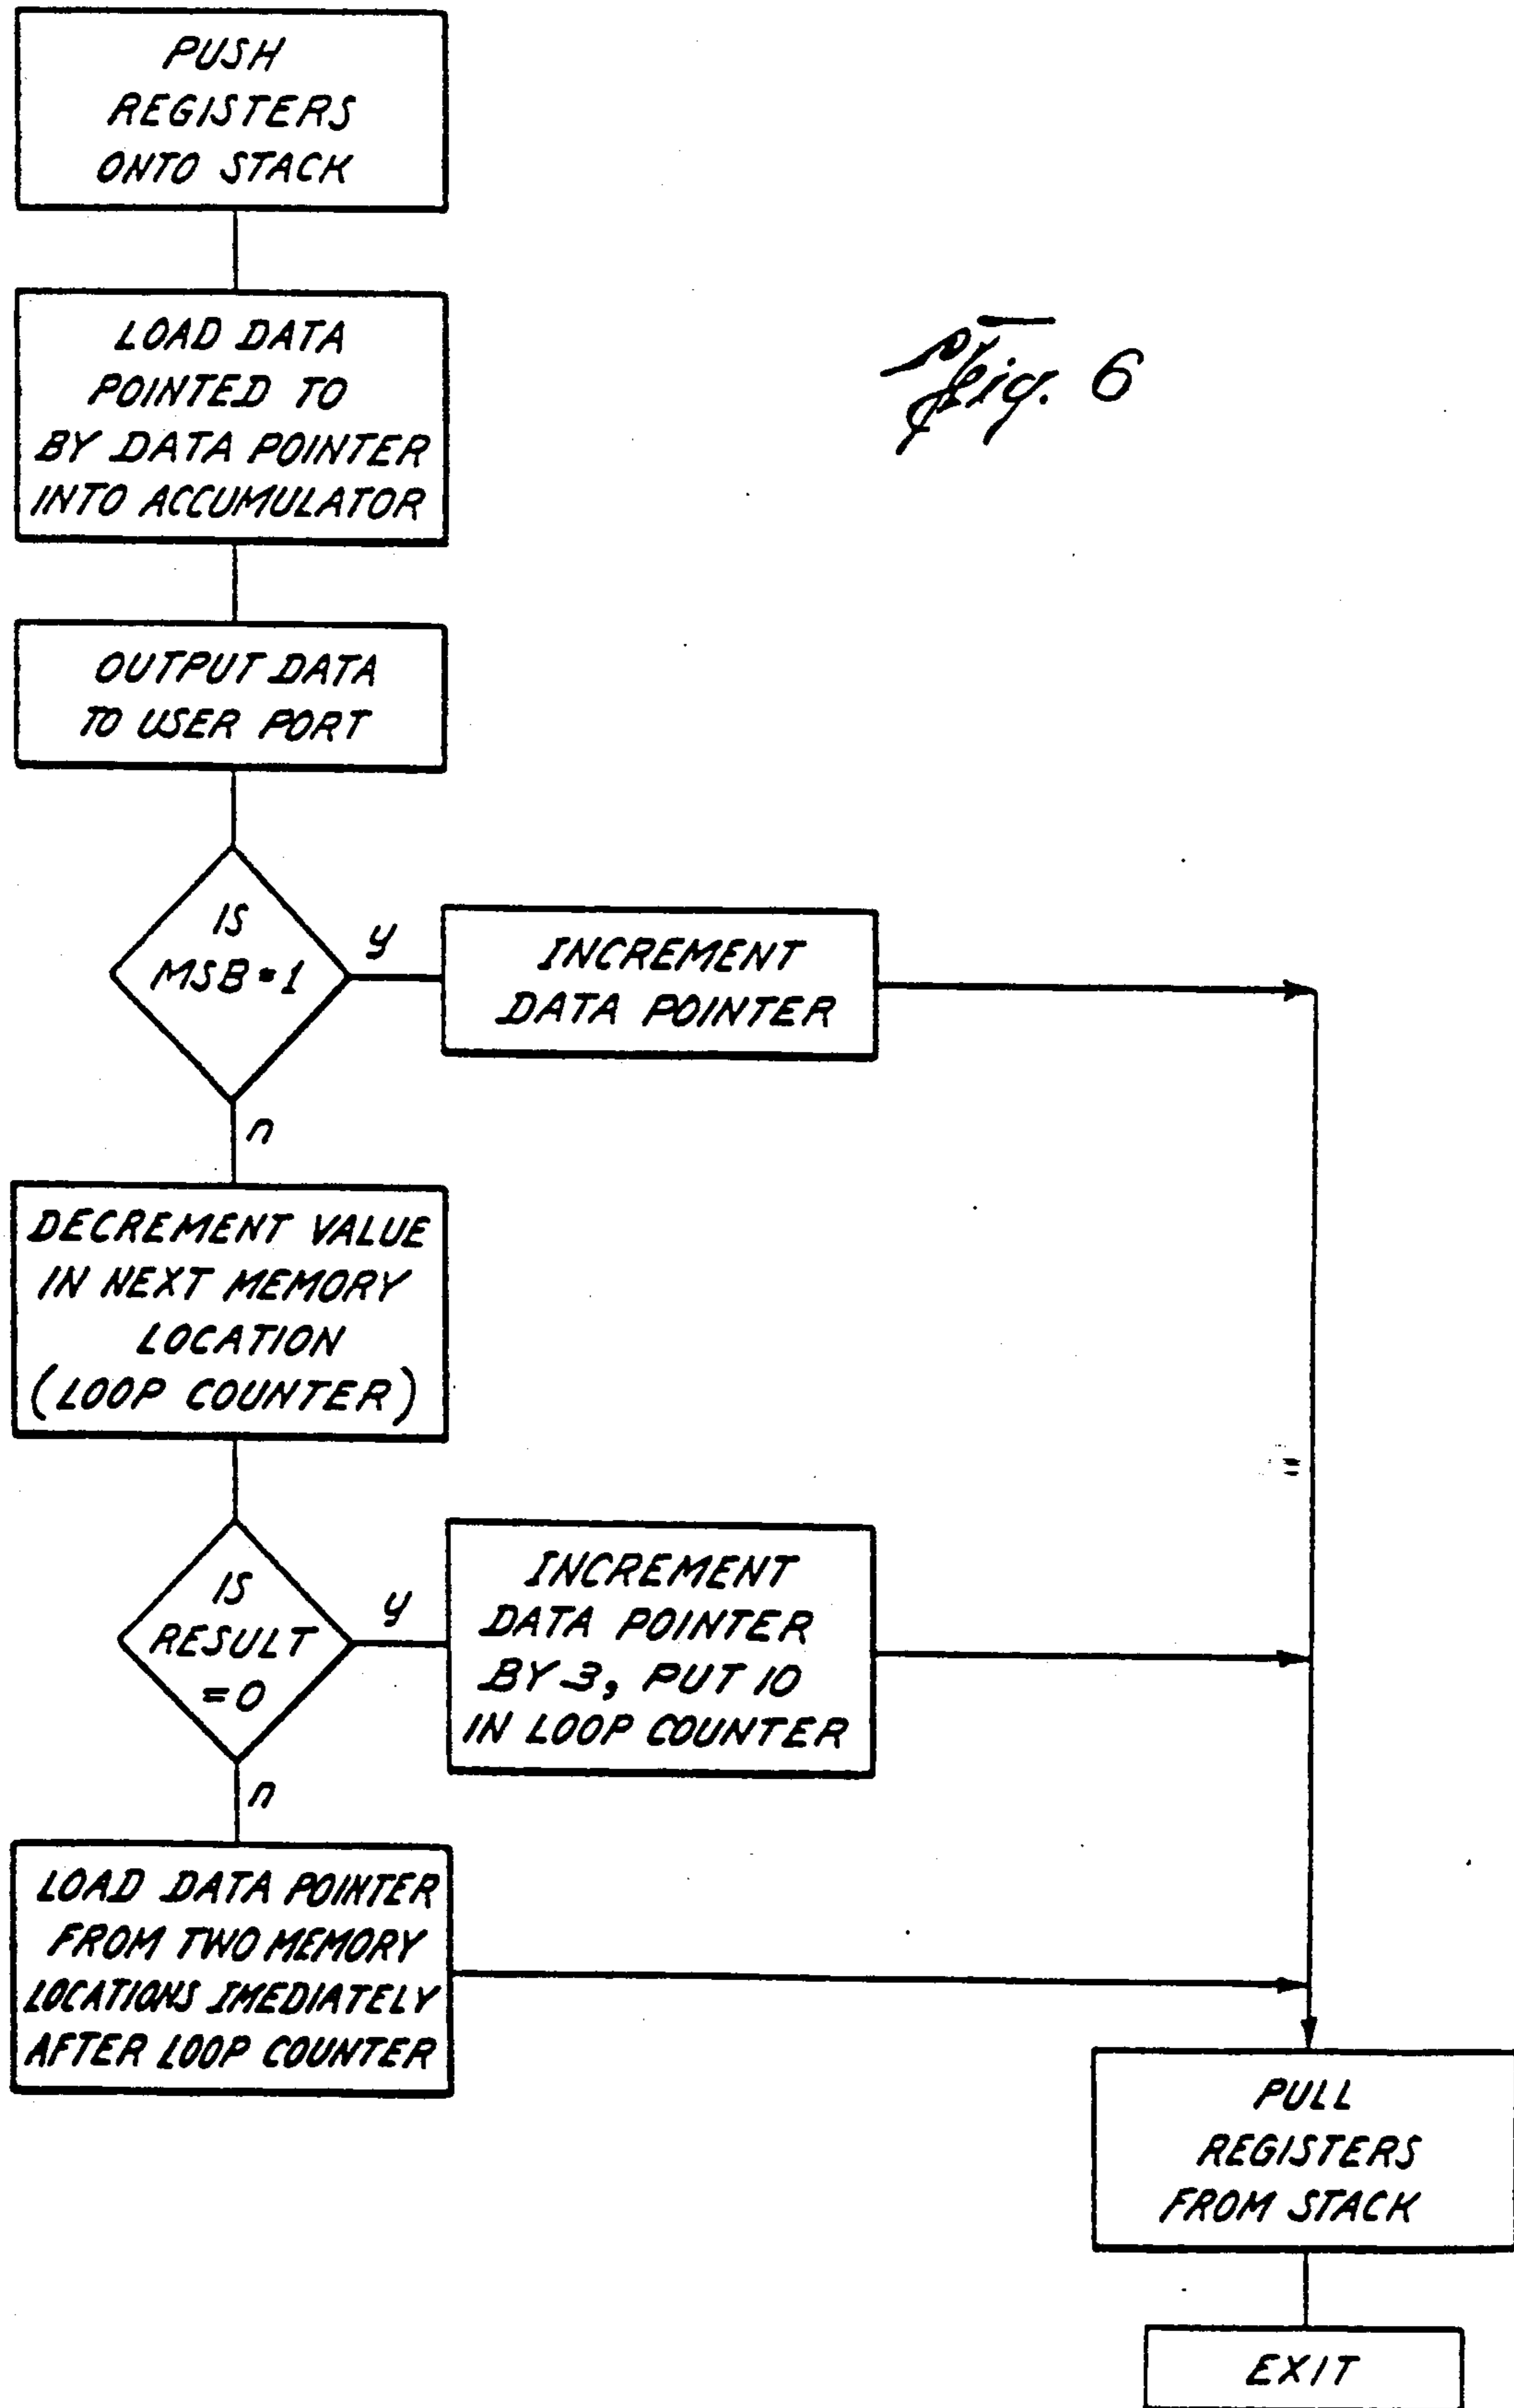 PUSH
REGISTERS
ONTO STACK
LOAD DATA
POINTED TO
BY DATA POINTER
INTO ACCUMULATOR
Fig. 6
OUTPUT DATA
TO USER PORT
IS
MSB=1
y
INCREMENT
DATA POINTER
n
DECREMENT VALUE
IN NEXT MEMORY
LOCATION
(LOOP COUNTER)
IS
RESULT
=0
y
INCREMENT
DATA POINTER
BY 3, PUT 10
IN LOOP COUNTER
n
LOAD DATA POINTER
FROM TWO MEMORY
LOCATIONS IMEDIATELY
AFTER LOOP COUNTER
PULL
REGISTERS
FROM STACK
EXIT